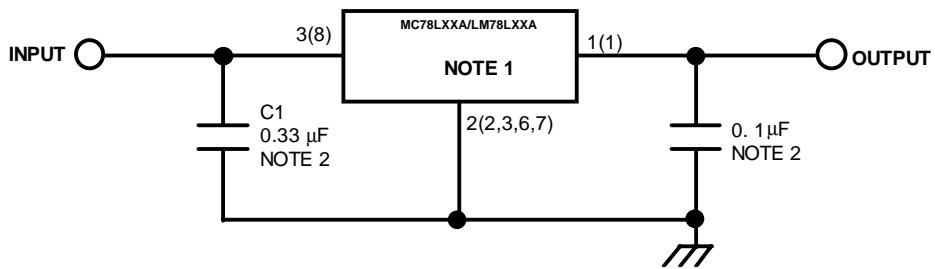 MC78LXXA/LM78LXXA
3(8)
1(1)
INPUT
NOTE 1
OUTPUT
C1
0.33 µF
NOTE 2
2(2,3,6,7)
0. 1µF
NOTE 2